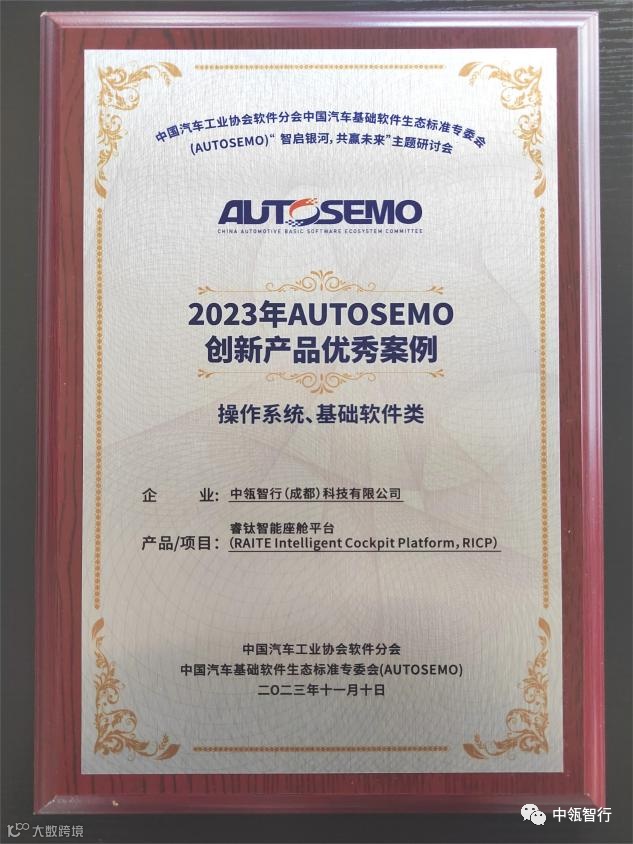 中国汽车工业协会软件分会中国汽车基础软件生态标准专委会
(AUTOSEMO)“智启银河，共赢未来”主题研讨会
AUTOSEMO
CHINA AUTOMOTIVE BASIC SOFTWARE ECOSYSTEM COMMITTEE
2023年AUTOSEMO
创新产品优秀案例
操作系统、基础软件类
企 业：中瓴智行（成都）科技有限公司
睿钛智能座舱平台
产品/项目：（RAITE Intelligent Cockpit Platform，RICP）
中国汽车工业协会软件分会
中国汽车基础软件生态标准专委会(AUTOSEMO)
二〇二三年十一月十日
中瓴智行
大数跨境